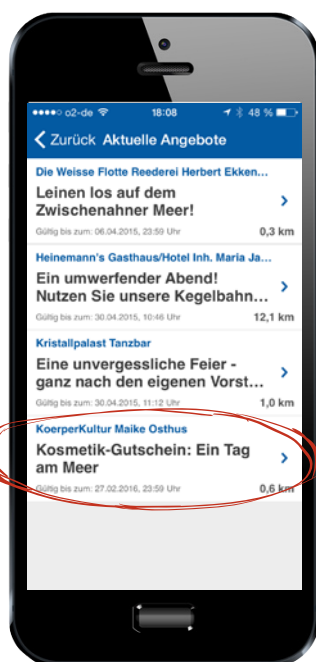 o2-de 18:08 48 %
Zurück Aktuelle Angebote
Die Weisse Flotte Reederei Herbert Ekken...
Leinen los auf dem
Zwischenahner Meer!
Gültig bis zum: 06.04.2015, 23:59 Uhr 0,3 km
Heinemann's Gasthaus/Hotel Inh. Maria Ja...
Ein umwerfender Abend!
Nutzen Sie unsere Kegelbahn...
Gültig bis zum: 30.04.2015, 10:46 Uhr 12,1 km
Kristallpalast Tanzbar
Eine unvergessliche Feier -
ganz nach den eigenen Vorst...
Gültig bis zum: 30.04.2015, 11:12 Uhr 1,0 km
KoerperKultur Maike Osthus
Kosmetik-Gutschein: Ein Tag
am Meer
Gültig bis zum: 27.02.2016, 23:59 Uhr 0,6 km